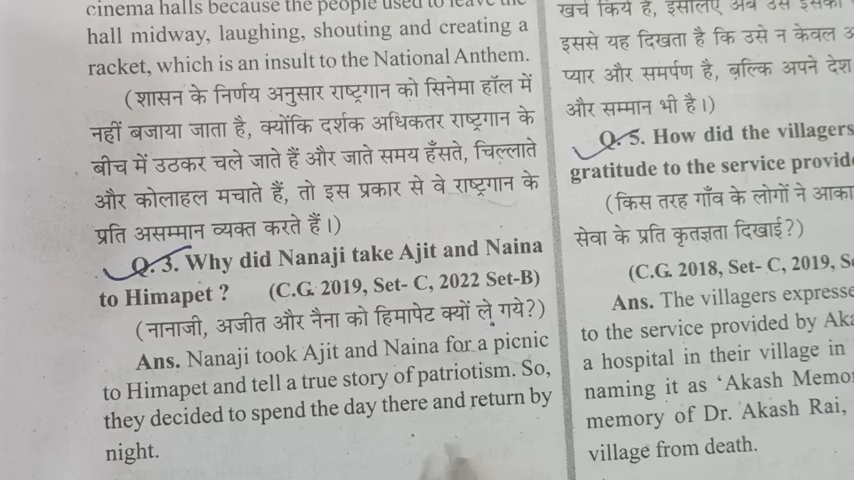 cinema halls because the people used to leave the
hall midway, laughing, shouting and creating a
racket, which is an insult to the National Anthem.
(शासन के निर्णय अनुसार राष्ट्रगान को सिनेमा हॉल में
नहीं बजाया जाता है, क्योंकि दर्शक अधिकतर राष्ट्रगान के
बीच में उठकर चले जाते हैं और जाते समय हँसते, चिल्लाते
और कोलाहल मचाते हैं, तो इस प्रकार से वे राष्ट्रगान के
प्रति असम्मान व्यक्त करते हैं।)
Q. 3. Why did Nanaji take Ajit and Naina
to Himapet ? (C.G. 2019, Set- C, 2022 Set-B)
(नानाजी, अजीत और नैना को हिमापेट क्यों ले गये?)
Ans. Nanaji took Ajit and Naina for a picnic
to Himapet and tell a true story of patriotism. So,
they decided to spend the day there and return by
night.
खर्च किये है, इसीलिए अब उसे
इससे यह दिखता है कि उसे न केवल
प्यार और समर्पण है, बल्कि अपने देश
और सम्मान भी है।)
Q. 5. How did the villagers
gratitude to the service
(किस तरह गाँव के लोगों ने
सेवा के प्रति कृतज्ञता दिखाई?)
(C.G. 2018, Set- C, 2019,
Ans. The villagers
to the service provided by
a hospital in their village in
naming it as ‘Akash
memory of Dr. Akash Rai,
village from death.